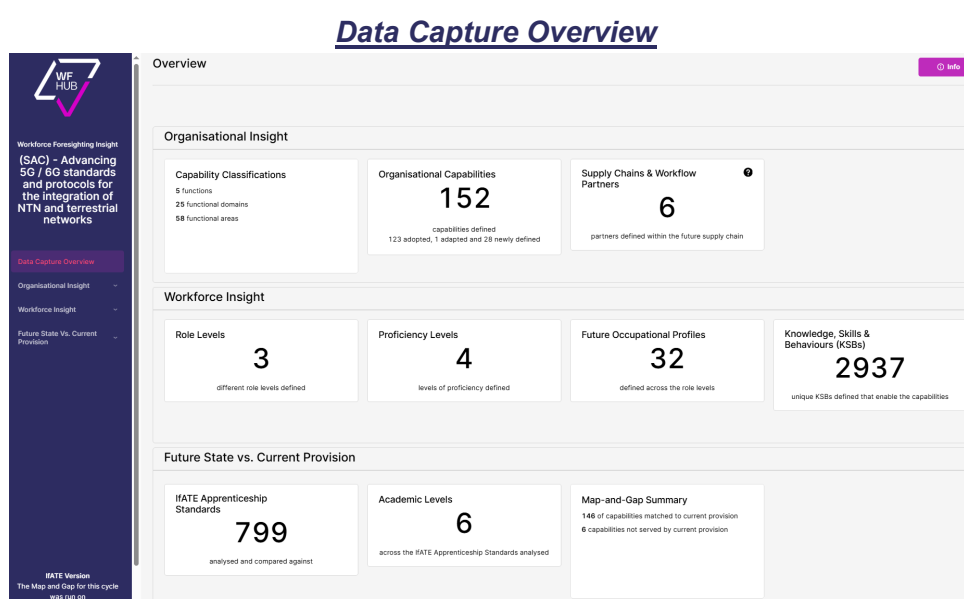 Data Capture Overview
WF
HUB
Workforce Foresighting Insight
(SAC) - Advancing
5G / 6G standards
and protocols for
the integration of
NTN and terrestrial
networks
Data Capture Overview
Organisational Insight
Workforce Insight
Future State Vs. Current
Provision
IfATE Version
The Map and Gap for this cycle
was run on
Overview
Info
Organisational Insight
Capability Classifications
5 functions
25 functional domains
58 functional areas
Organisational Capabilities
152
capabilities defined
123 adopted, 1 adapted and 28 newly defined
Supply Chains & Workflow
Partners
6
partners defined within the future supply chain
Workforce Insight
Role Levels
3
different role levels defined
Proficiency Levels
4
levels of proficiency defined
Future Occupational Profiles
32
defined across the role levels
Knowledge, Skills &
Behaviours (KSBs)
2937
unique KSBs defined that enable the capabilities
Future State vs. Current Provision
IfATE Apprenticeship
Standards
799
analysed and compared against
Academic Levels
6
across the IfATE Apprenticeship Standards analysed
Map-and-Gap Summary
146 of capabilities matched to current provision
6 capabilities not served by current provision